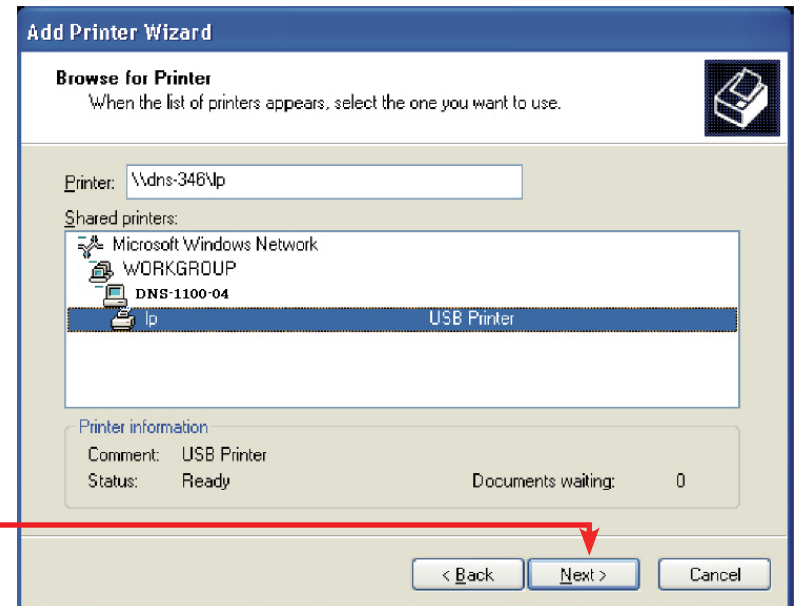 Add Printer Wizard
Browse for Printer
When the list of printers appears, select the one you want to use.
Printer: \\dns-346\lp
Shared printers:
Microsoft Windows Network
WORKGROUP
DNS-1100-04
lp USB Printer
Printer information
Comment: USB Printer
Status: Ready Documents waiting: 0
< Back Next > Cancel